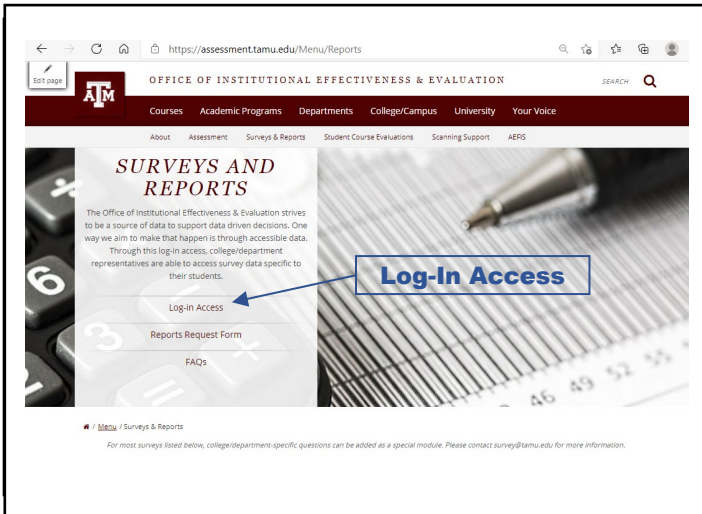 https://assessment.tamu.edu/Menu/Reports
Edit page
ĀM
OFFICE OF INSTITUTIONAL EFFECTIVENESS & EVALUATION
SEARCH
Courses Academic Programs Departments College/Campus University Your Voice
About Assessment Surveys & Reports Student Course Evaluations Scanning Support AEFIS
SURVEYS AND
REPORTS
The Office of Institutional Effectiveness & Evaluation strives
to be a source of data to support data driven decisions. One
way we aim to make that happen is through accessible data.
Through this log-in access, college/department
representatives are able to access survey data specific to
their students.
Log-in Access
Reports Request Form
FAQs
Log-In Access
6
46 49 52 55
/ Menu / Surveys & Reports
For most surveys listed below, college/department-specific questions can be added as a special module. Please contact survey@tamu.edu for more information.